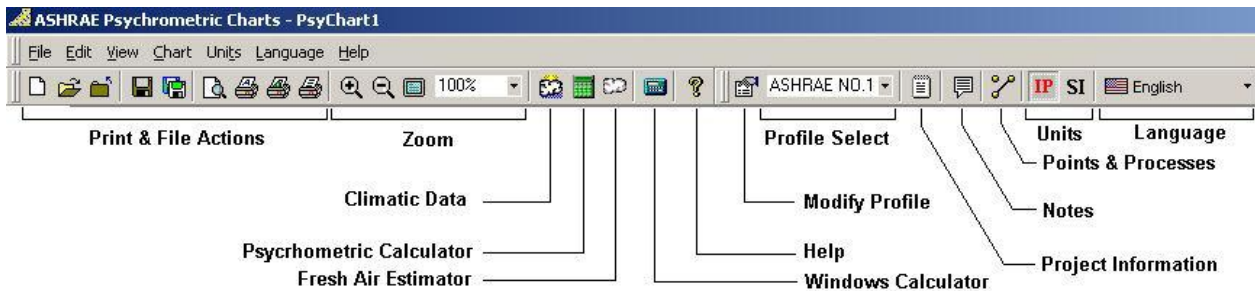 ASHRAE Psychrometric Charts - PsyChart1
File Edit View Chart Units Language Help
100% ASHRAE NO.1 IP SI English
Print & File Actions Zoom Profile Select Units Language
Points & Processes
Climatic Data Modify Profile Notes
Psycrhometric Calculator Help
Fresh Air Estimator Windows Calculator Project Information